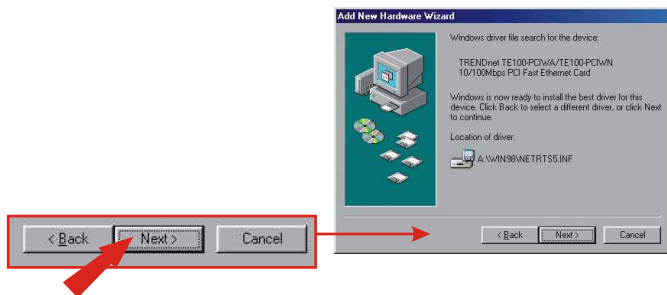 Add New Hardware Wizard
Windows driver file search for the device:
TRENDnet TE100-PCIWA/TE100-PCIWN
10/100Mbps PCI Fast Ethernet Card
Windows is now ready to install the best driver for this
device. Click Back to select a different driver, or click Next
to continue.
Location of driver:
A:\WIN98\NETRTS5.INF
< Back Next > Cancel
< Back Next > Cancel